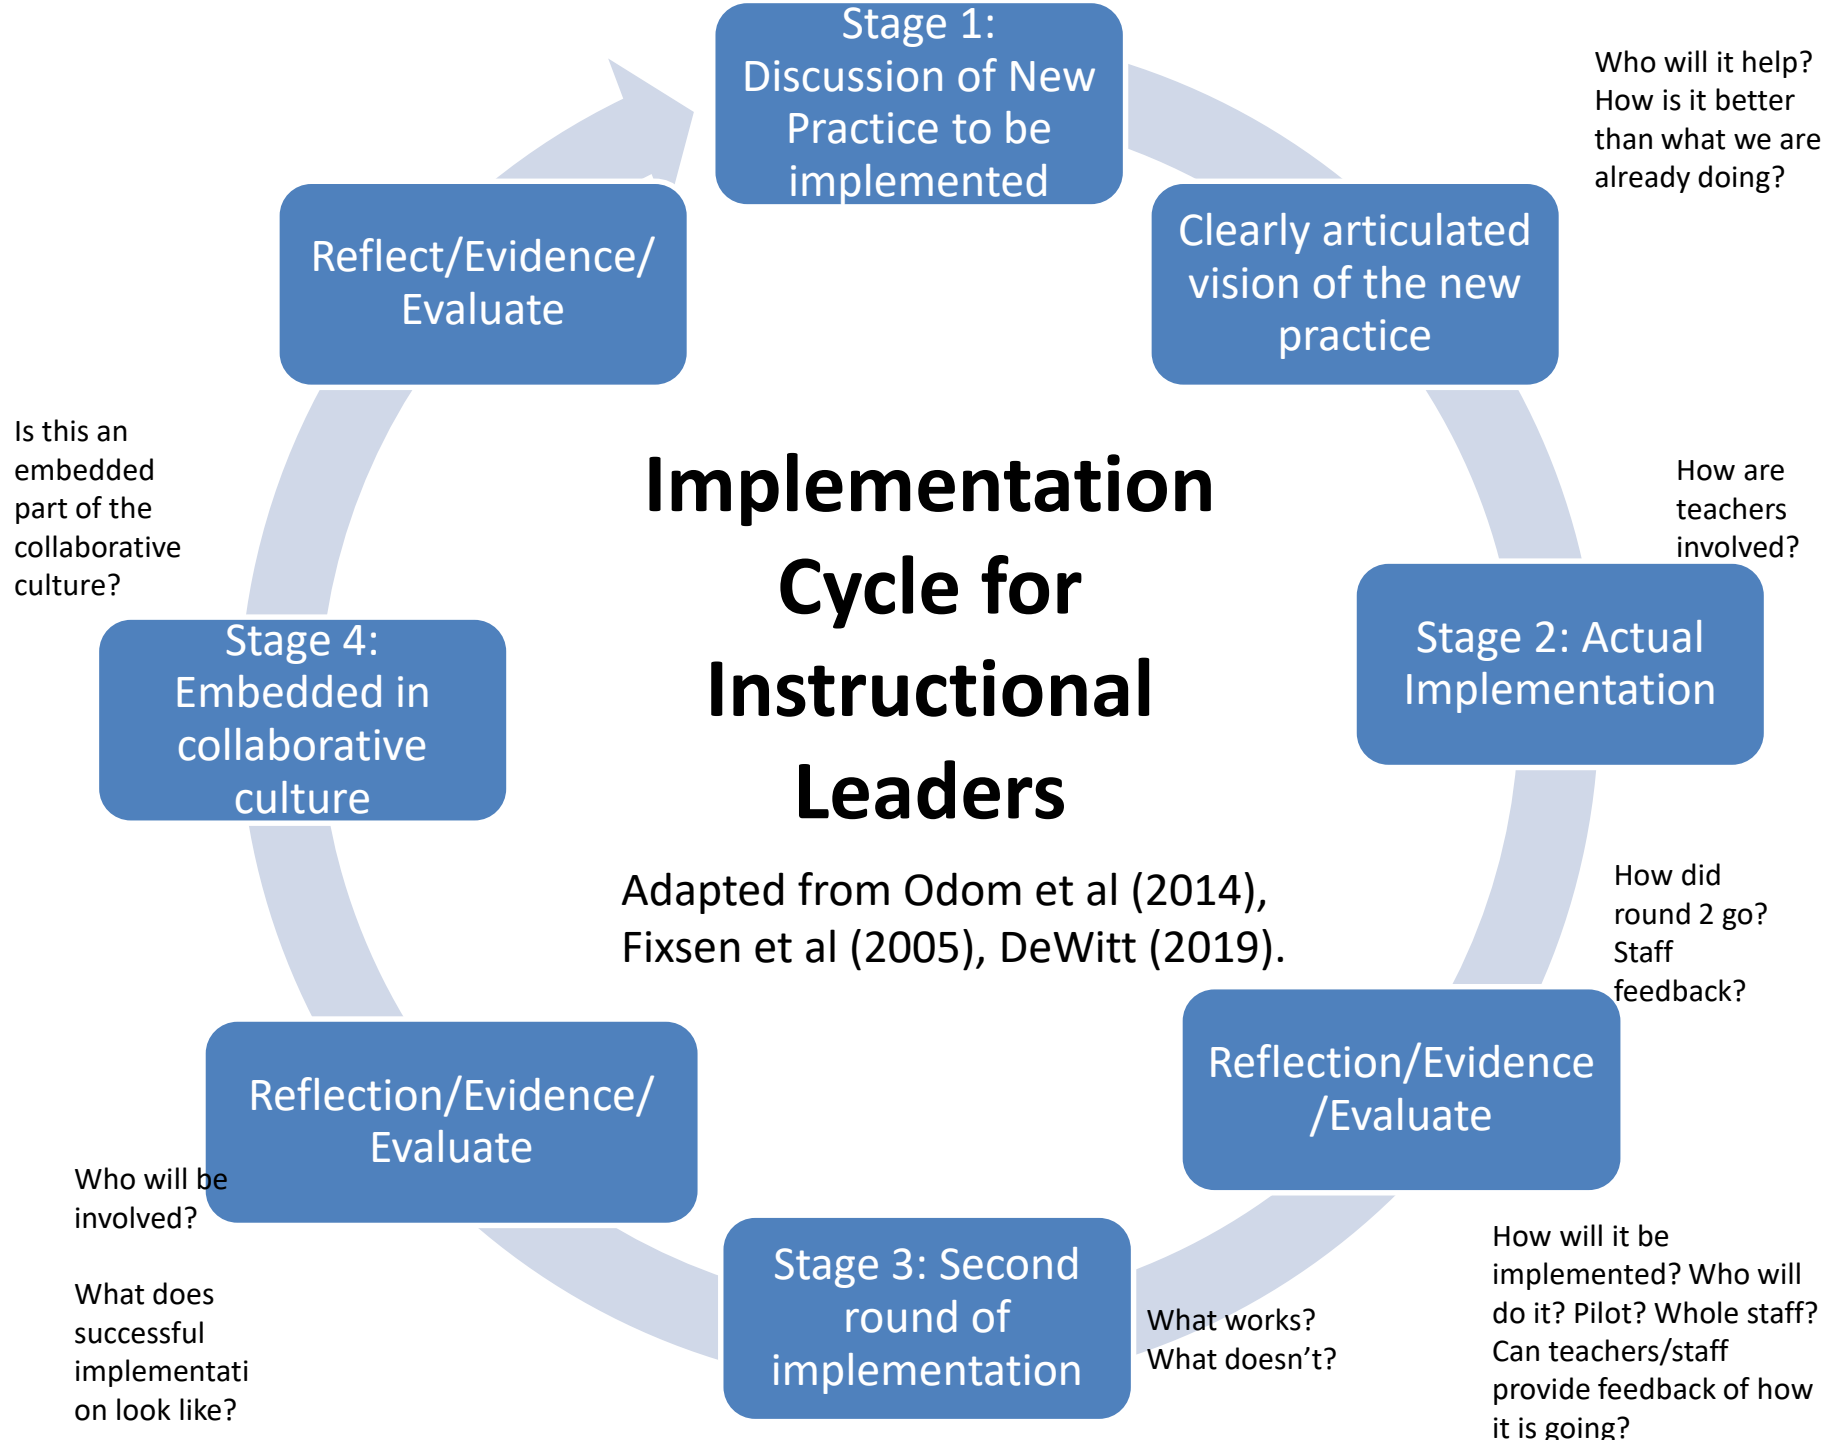 Stage 1:
Discussion of New
Practice to be
implemented
Who will it help?
How is it better
than what we are
already doing?
Clearly articulated
vision of the new
practice
How are
teachers
involved?
Stage 2: Actual
Implementation
How did
round 2 go?
Staff
feedback?
Reflection/Evidence
/Evaluate
How will it be
implemented? Who will
do it? Pilot? Whole staff?
Can teachers/staff
provide feedback of how
it is going?
What works?
What doesn’t?
Stage 3: Second
round of
implementation
Reflection/Evidence/
Evaluate
Who will be
involved?
What does
successful
implementati
on look like?
Stage 4:
Embedded in
collaborative
culture
Is this an
embedded
part of the
collaborative
culture?
Reflect/Evidence/
Evaluate
Implementation
Cycle for
Instructional
Leaders
Adapted from Odom et al (2014),
Fixsen et al (2005), DeWitt (2019).